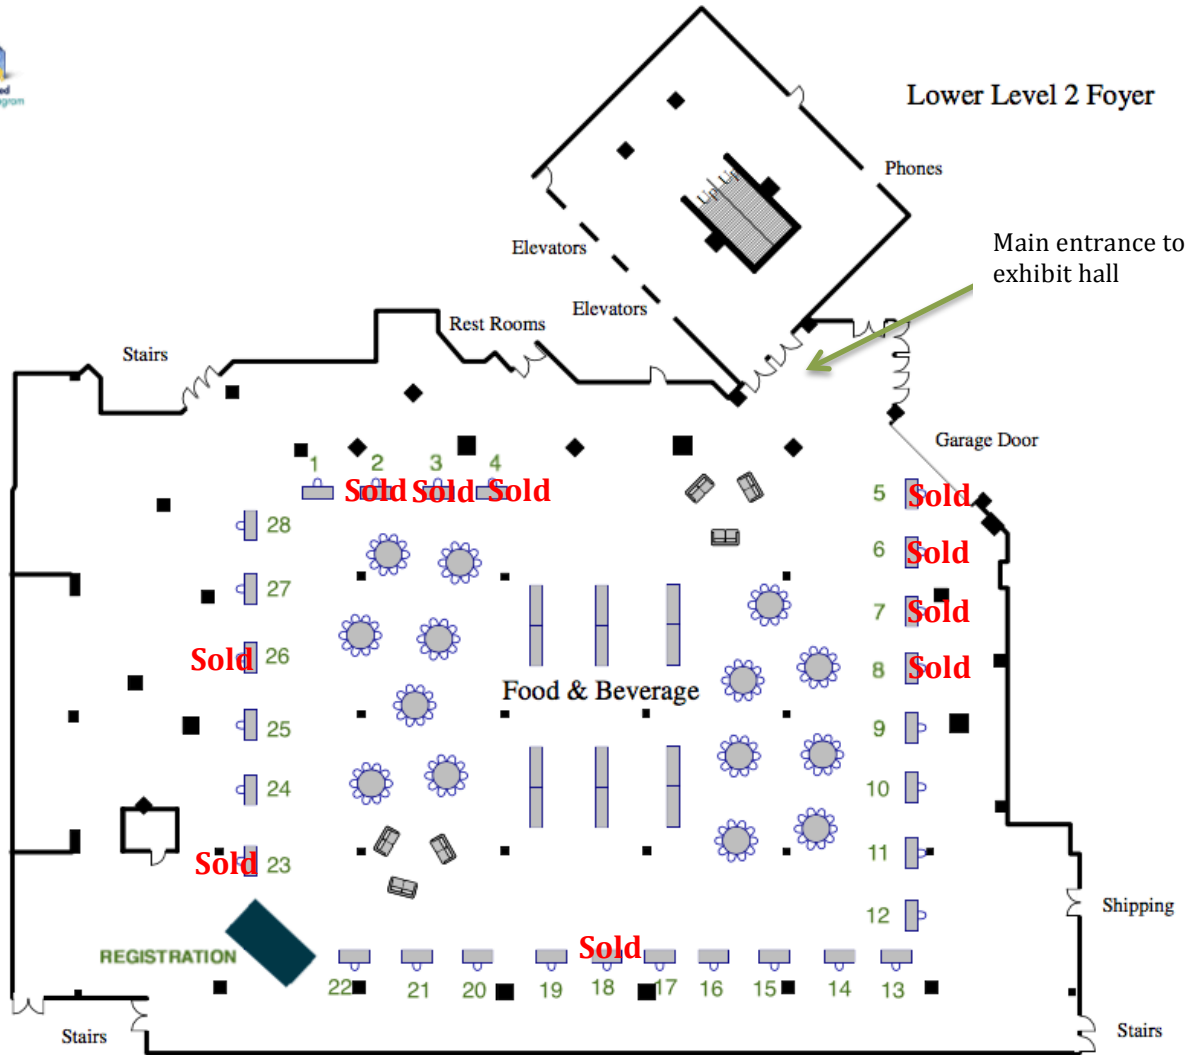 Lower Level 2 Foyer
Phones
Up Up
Main entrance to
exhibit hall
Elevators
Elevators
Rest Rooms
Stairs
Garage Door
1 2 3 4
Sold Sold Sold
5 Sold
28
6 Sold
27
7 Sold
Sold 26
8 Sold
Food & Beverage
25
9
24
10
11
Sold 23
12
Shipping
Sold
REGISTRATION
22 21 20 19 18 17 16 15 14 13
Stairs
Stairs